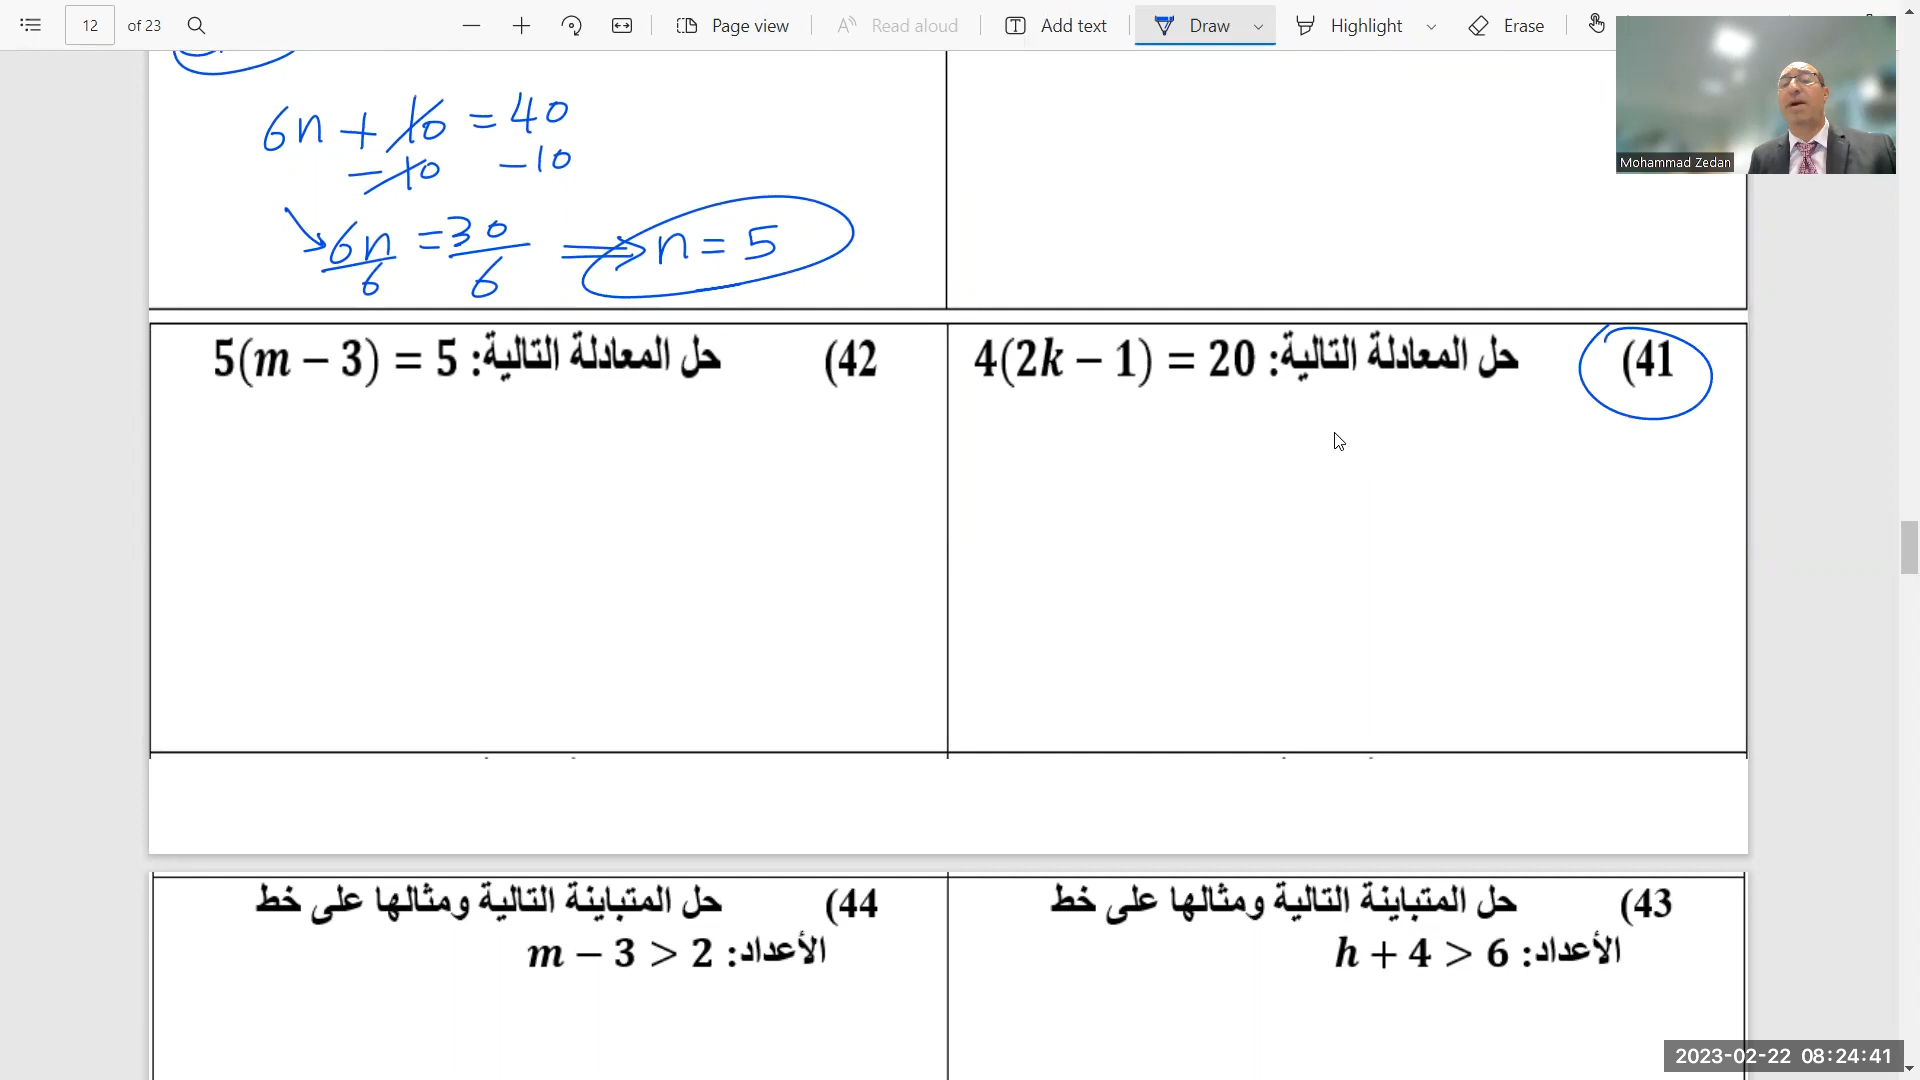 12 of 23 Page view Read aloud Add text Draw Highlight Erase
Mohammad Zedan
6n + 10 = 40
- 10 - 10
6n/6 = 30/6 ⇒ n = 5
41) حل المعادلة التالية: 4(2k − 1) = 20
42) حل المعادلة التالية: 5(m − 3) = 5
43) حل المتباينة التالية ومثالها على خط
الأعداد: h + 4 > 6
44) حل المتباينة التالية ومثالها على خط
الأعداد: m − 3 > 2
2023-02-22 08:24:41